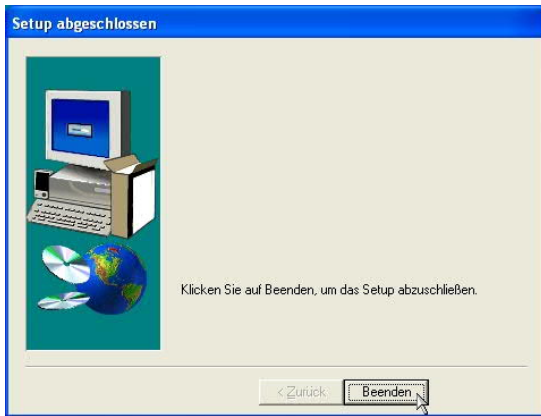 Setup abgeschlossen
Klicken Sie auf Beenden, um das Setup abzuschließen.
< Zurück
Beenden